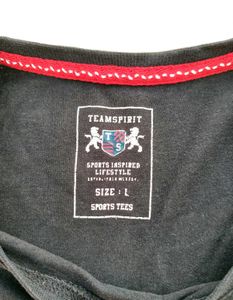 TEAMSPIRIT
T S
SPORTS INSPIRED
LIFESTYLE
SIZE : L
SPORTS TEES